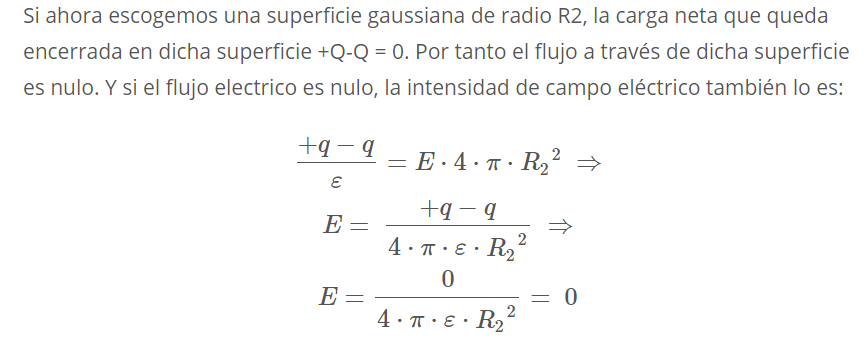 Si ahora escogemos una superficie gaussiana de radio R2, la carga neta que queda
encerrada en dicha superficie +Q-Q = 0. Por tanto el flujo a través de dicha superficie
es nulo. Y si el flujo electrico es nulo, la intensidad de campo eléctrico también lo es:
\frac{+q-q}{\varepsilon} = E \cdot 4 \cdot \pi \cdot {R_2}^2 \Rightarrow
E = \frac{+q-q}{4 \cdot \pi \cdot \varepsilon \cdot {R_2}^2} \Rightarrow
E = \frac{0}{4 \cdot \pi \cdot \varepsilon \cdot {R_2}^2} = 0